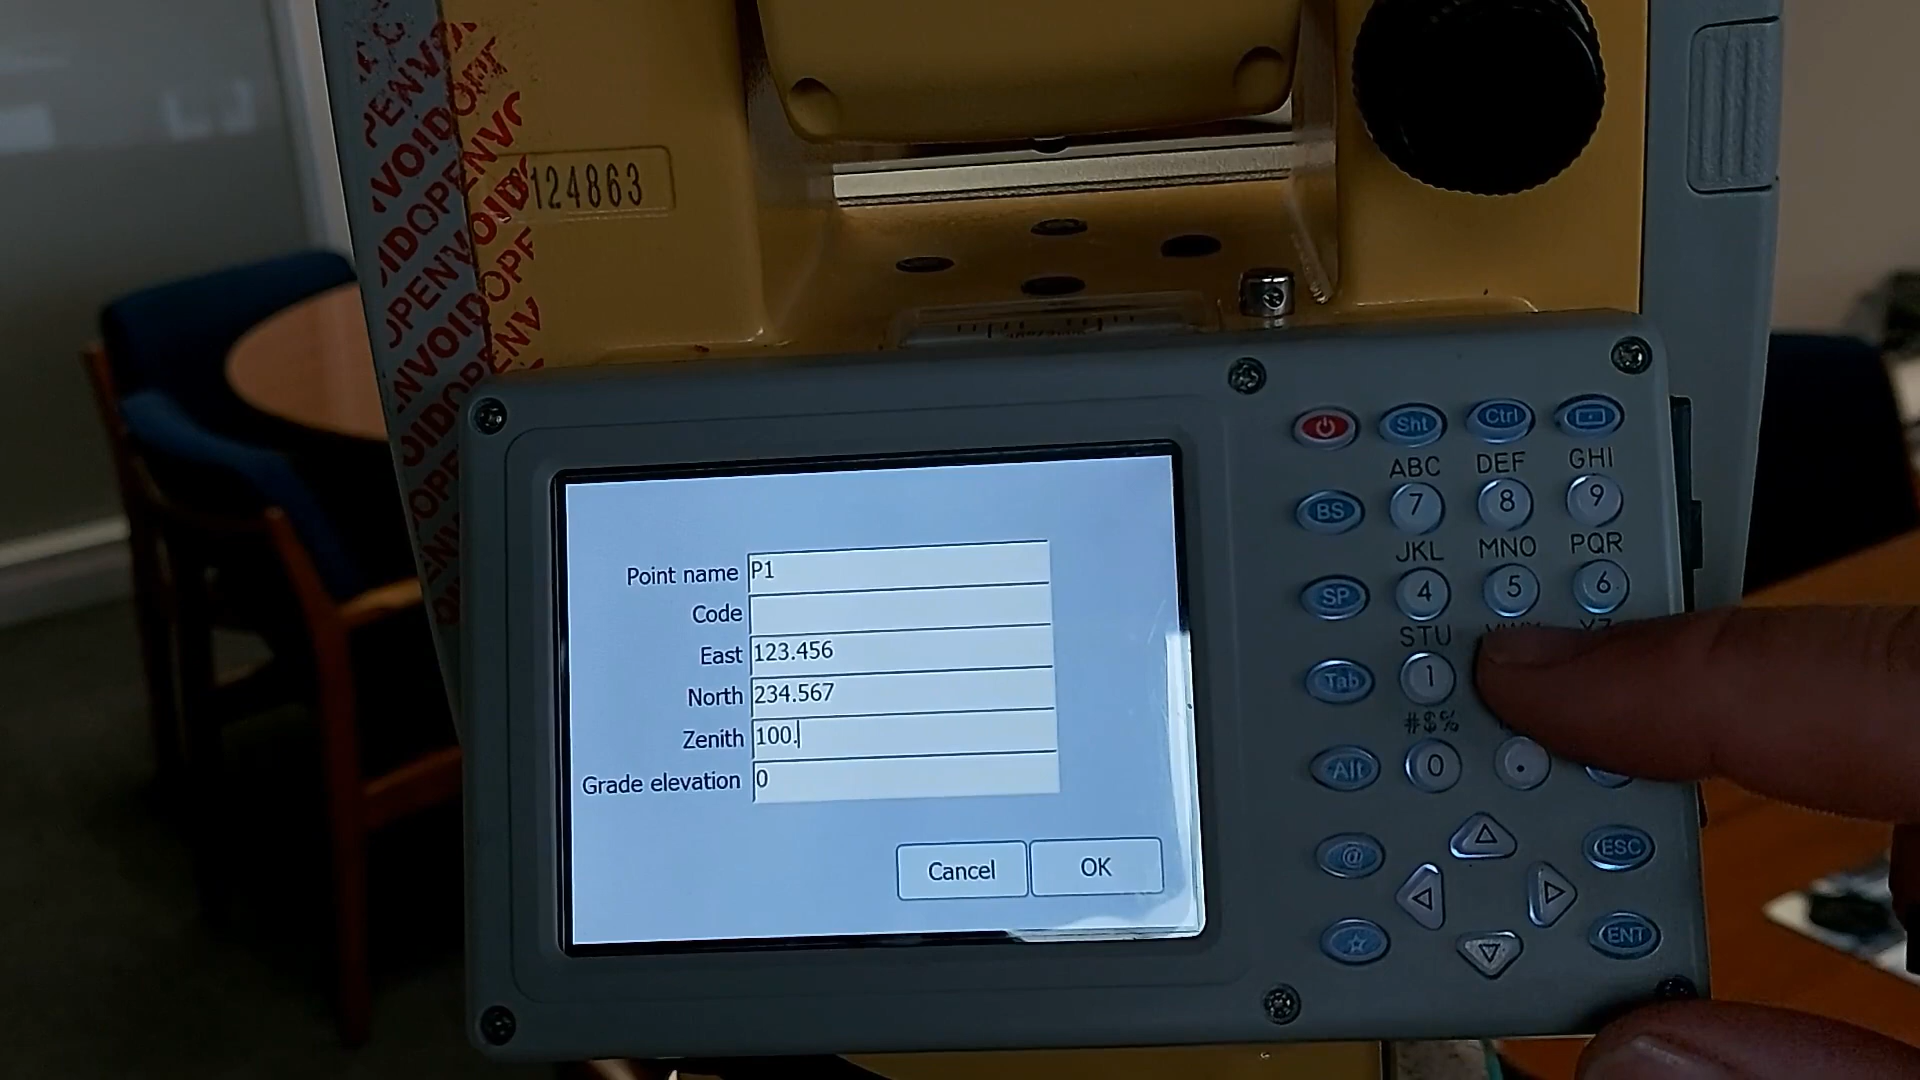 124863
OPENVOID
Point name P1
Code
East 123.456
North 234.567
Zenith 100.
Grade elevation 0
Cancel OK
Sht Ctrl
ABC DEF GHI
BS 7 8 9
JKL MNO PQR
SP 4 5 6
STU
Tab 1
#$%
Alt 0 .
@ ESC
ENT